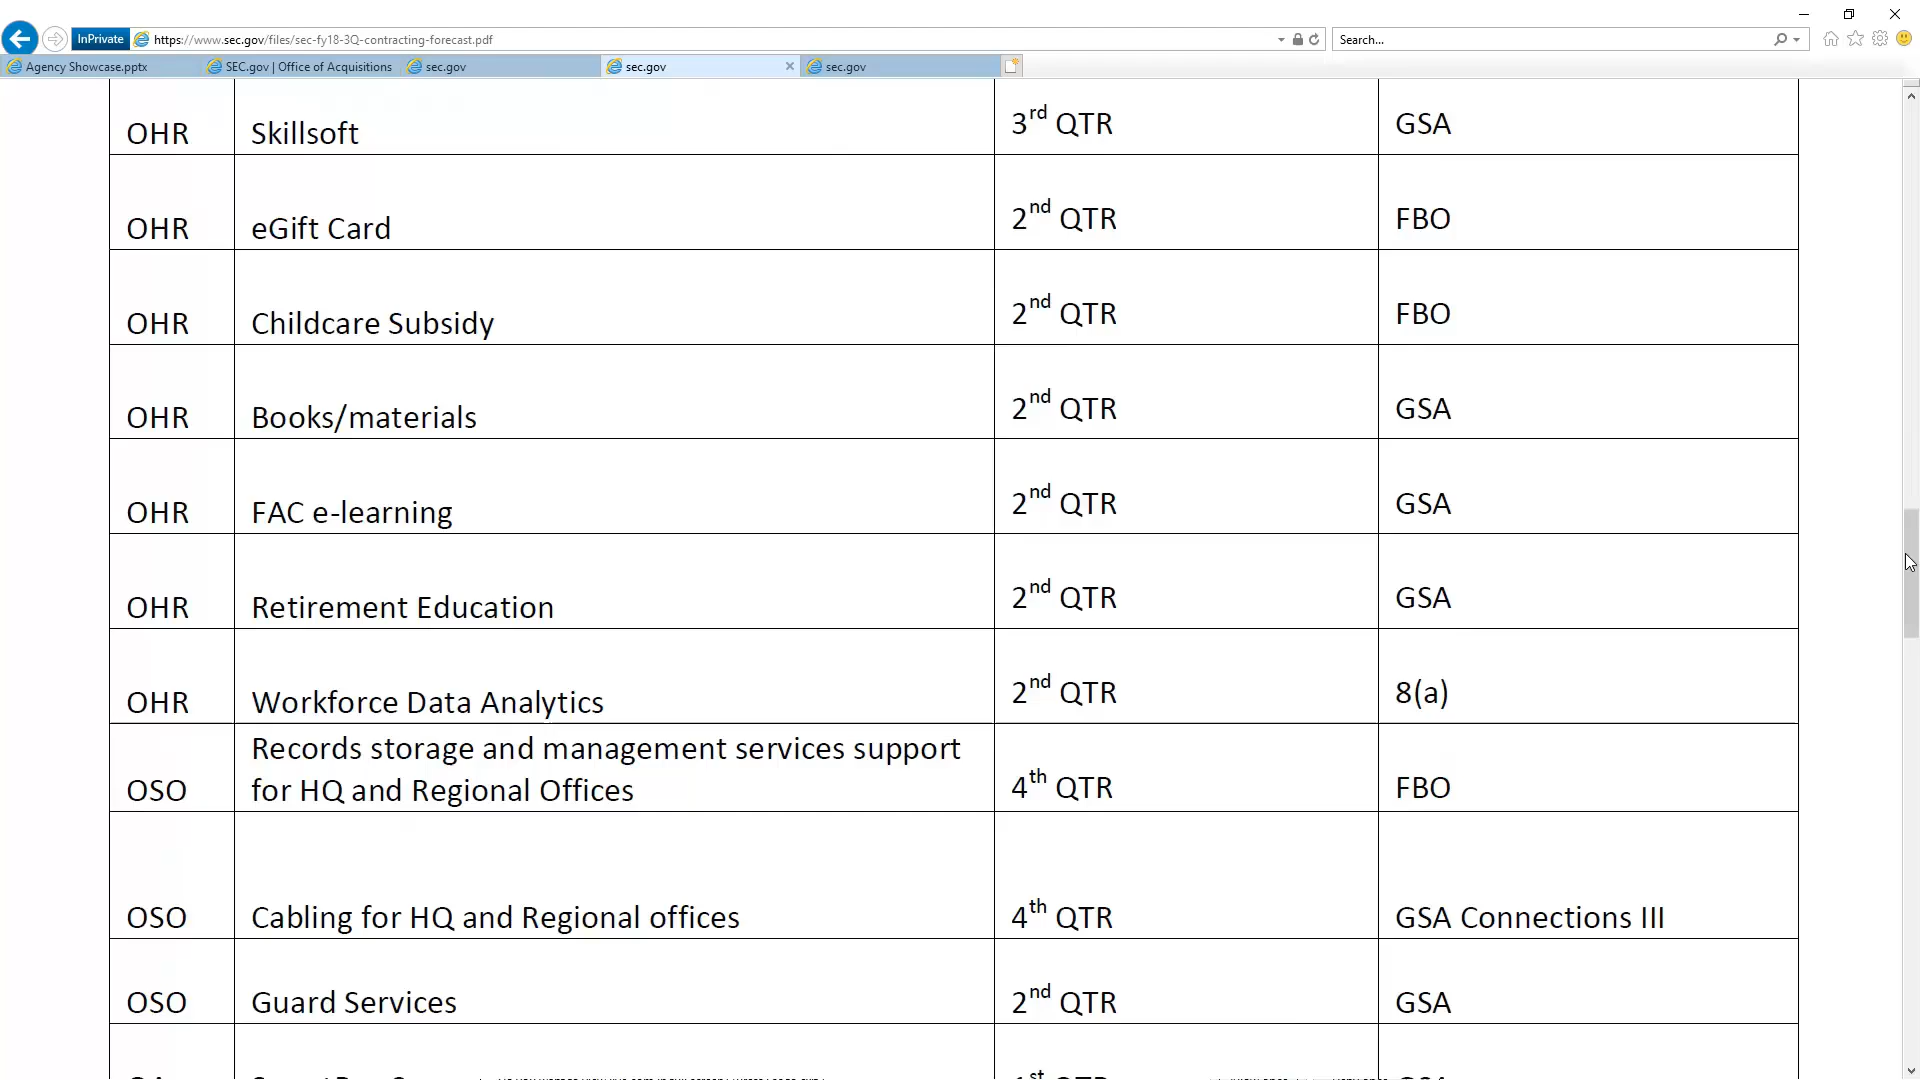 InPrivate https://www.sec.gov/files/sec-fy18-3Q-contracting-forecast.pdf Search...
Agency Showcase.pptx SEC.gov | Office of Acquisitions sec.gov sec.gov sec.gov
OHR Skillsoft 3rd QTR GSA
OHR eGift Card 2nd QTR FBO
OHR Childcare Subsidy 2nd QTR FBO
OHR Books/materials 2nd QTR GSA
OHR FAC e-learning 2nd QTR GSA
OHR Retirement Education 2nd QTR GSA
OHR Workforce Data Analytics 2nd QTR 8(a)
Records storage and management services support
OSO for HQ and Regional Offices 4th QTR FBO
OSO Cabling for HQ and Regional offices 4th QTR GSA Connections III
OSO Guard Services 2nd QTR GSA